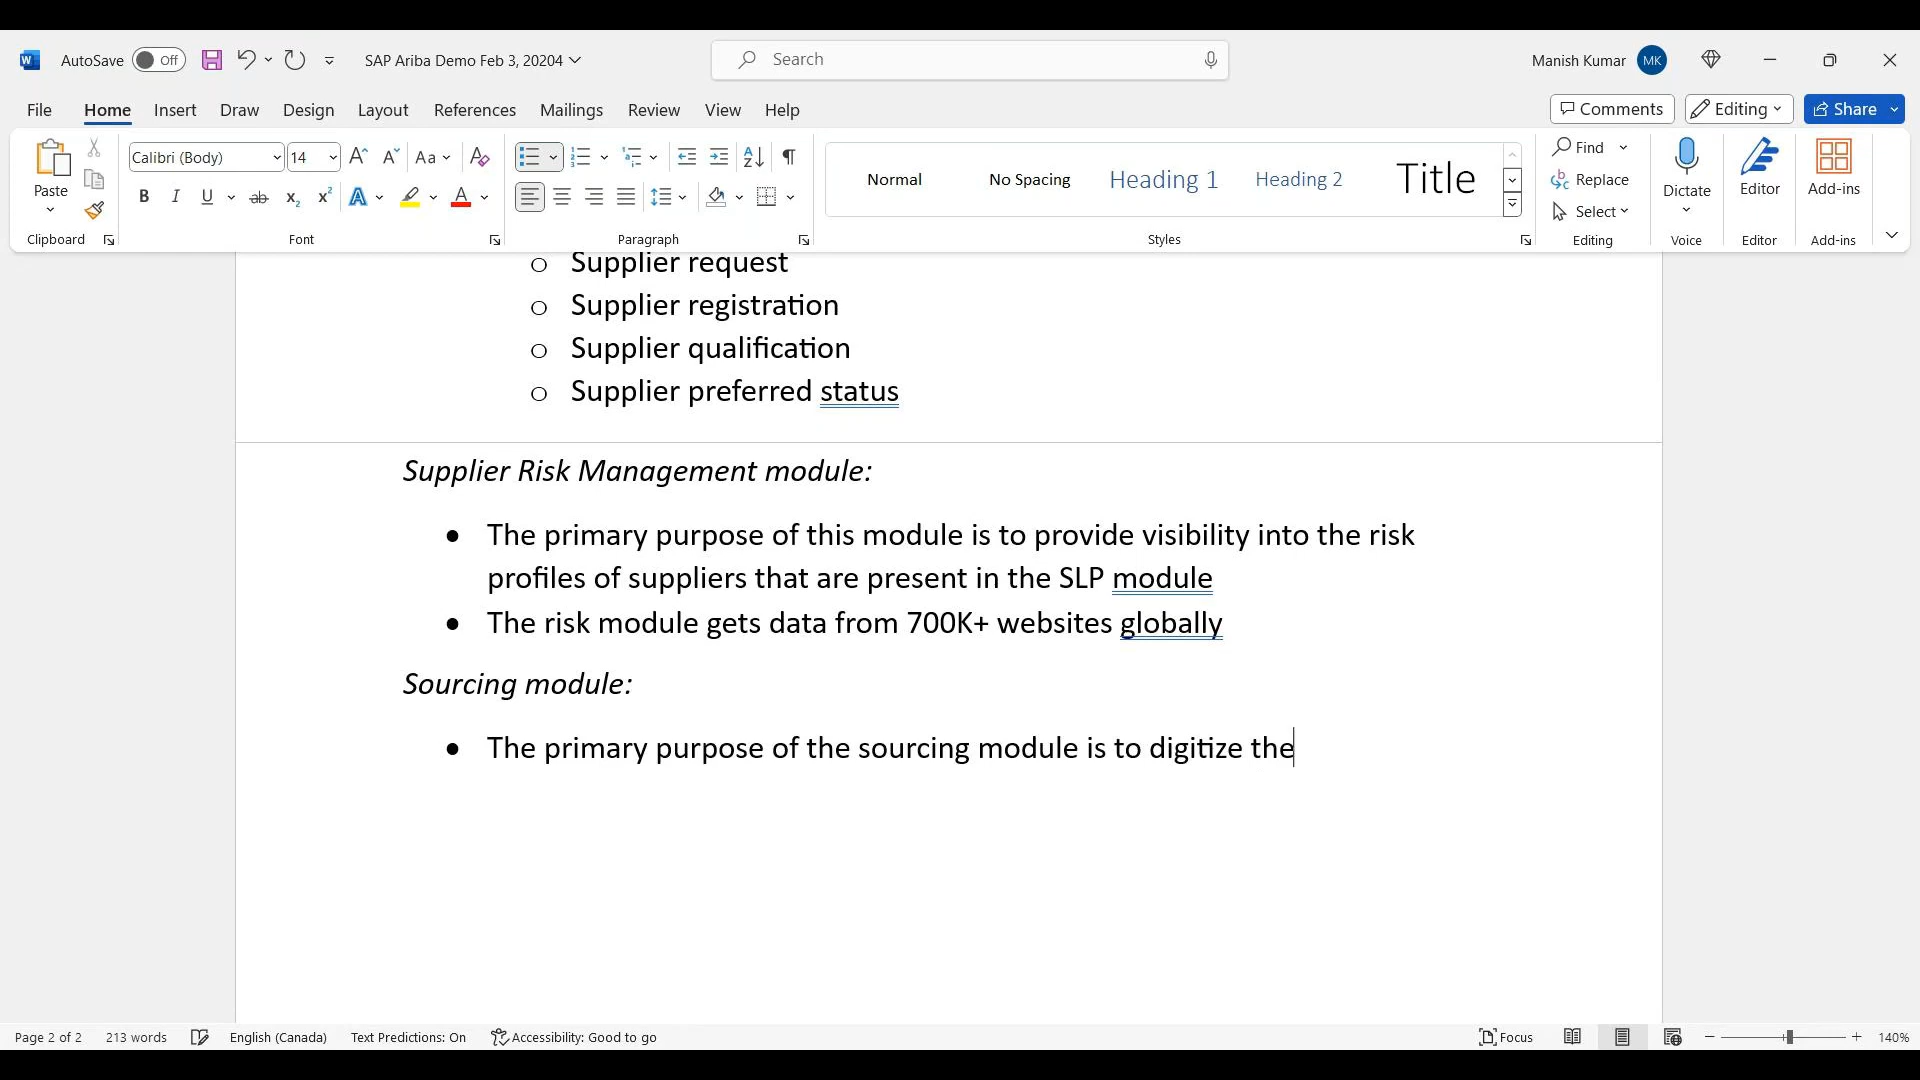 AutoSave Off SAP Ariba Demo Feb 3, 20204 Search Manish Kumar MK
File Home Insert Draw Design Layout References Mailings Review View Help Comments Editing Share
Paste Calibri (Body) 14 Normal No Spacing Heading 1 Heading 2 Title Find Replace Select Dictate Editor Add-ins
Clipboard Font Paragraph Styles Editing Voice Editor Add-ins
o Supplier request
o Supplier registration
o Supplier qualification
o Supplier preferred status
Supplier Risk Management module:
• The primary purpose of this module is to provide visibility into the risk
profiles of suppliers that are present in the SLP module
• The risk module gets data from 700K+ websites globally
Sourcing module:
• The primary purpose of the sourcing module is to digitize the
Page 2 of 2 213 words English (Canada) Text Predictions: On Accessibility: Good to go Focus 140%